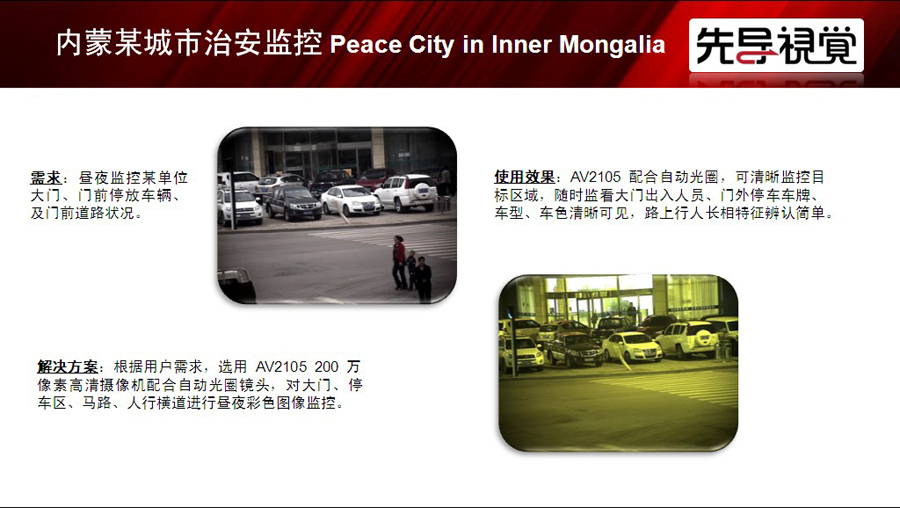 内蒙某城市治安监控 Peace City in Inner Mongalia
先导視覺
需求：昼夜监控某单位
大门、门前停放车辆、
及门前道路状况。
使用效果：AV2105 配合自动光圈，可清晰监控目
标区域，随时监看大门出入人员、门外停车车牌、
车型、车色清晰可见，路上行人长相特征辨认简单。
解决方案：根据用户需求，选用 AV2105 200 万
像素高清摄像机配合自动光圈镜头，对大门、停
车区、马路、人行横道进行昼夜彩色图像监控。